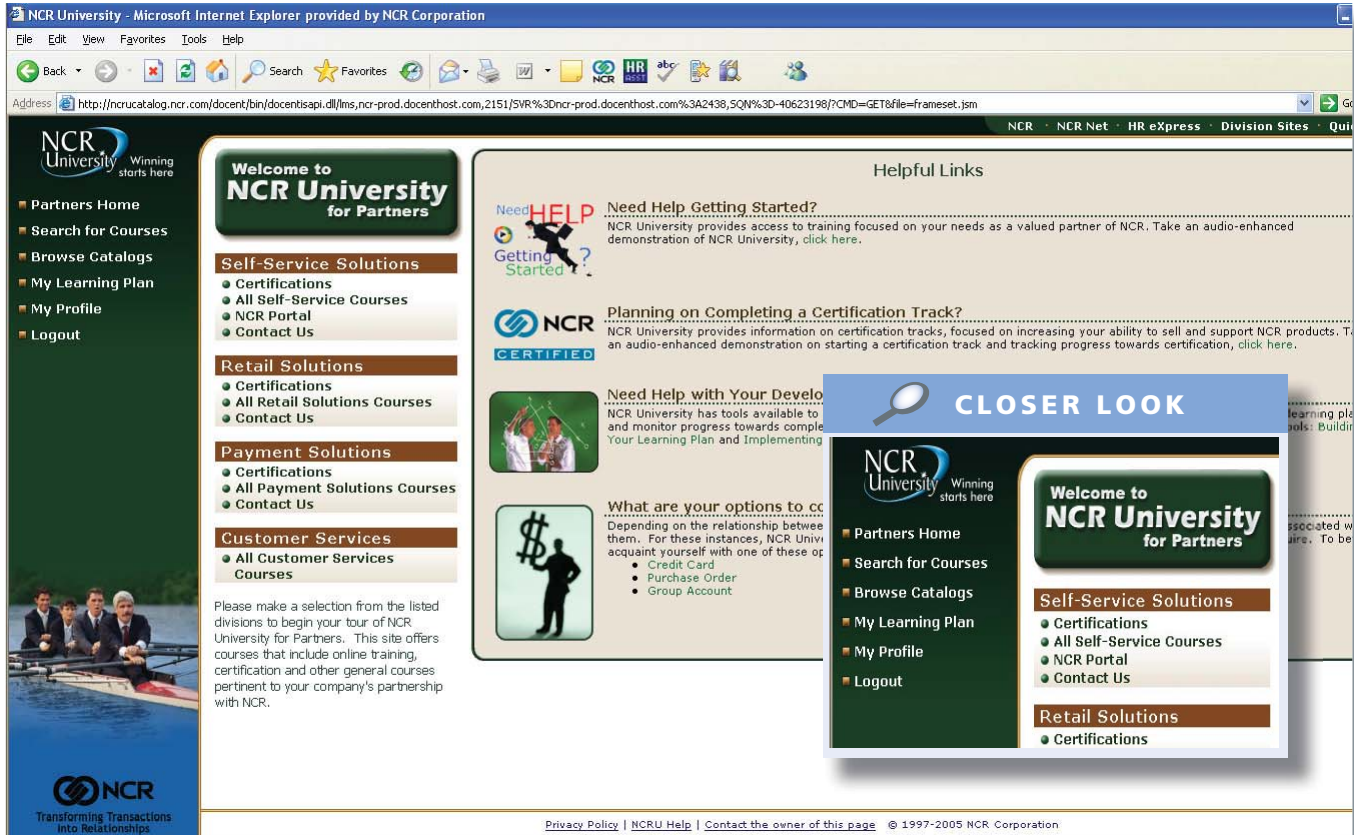 NCR University - Microsoft Internet Explorer provided by NCR Corporation
File Edit View Favorites Tools Help
Back Search Favorites
Address http://ncrucatalog.ncr.com/docent/bin/docentisapi.dll/lms,ncr-prod.docenthost.com,2151/SVR%3Dncr-prod.docenthost.com%3A2438,SQN%3D-40623198/?CMD=GET&file=frameset.jsm
NCR · NCR Net · HR eXpress · Division Sites ·
NCR
University Winning
starts here
Partners Home
Search for Courses
Browse Catalogs
My Learning Plan
My Profile
Logout
NCR
Transforming Transactions
into Relationships
Welcome to
NCR University
for Partners
Self-Service Solutions
Certifications
All Self-Service Courses
NCR Portal
Contact Us
Retail Solutions
Certifications
All Retail Solutions Courses
Contact Us
Payment Solutions
Certifications
All Payment Solutions Courses
Contact Us
Customer Services
All Customer Services
Courses
Please make a selection from the listed
divisions to begin your tour of NCR
University for Partners. This site offers
courses that include online training,
certification and other general courses
pertinent to your company's partnership
with NCR.
Helpful Links
Need HELP
Getting
Started ?
Need Help Getting Started?
NCR University provides access to training focused on your needs as a valued partner of NCR. Take an audio-enhanced
demonstration of NCR University, click here.
NCR
CERTIFIED
Planning on Completing a Certification Track?
NCR University provides information on certification tracks, focused on increasing your ability to sell and support NCR products.
an audio-enhanced demonstration on starting a certification track and tracking progress towards certification, click here.
Need Help with Your
NCR University has tools available to learning
and monitor progress towards
Your Learning Plan and Implementing
What are your options to
Depending on the relationship between
them. For these instances, NCR To be
acquaint yourself with one of these
Credit Card
Purchase Order
Group Account
CLOSER LOOK
NCR
University Winning
starts here
Partners Home
Search for Courses
Browse Catalogs
My Learning Plan
My Profile
Logout
Welcome to
NCR University
for Partners
Self-Service Solutions
Certifications
All Self-Service Courses
NCR Portal
Contact Us
Retail Solutions
Certifications
Privacy Policy | NCRU Help | Contact the owner of this page © 1997-2005 NCR Corporation